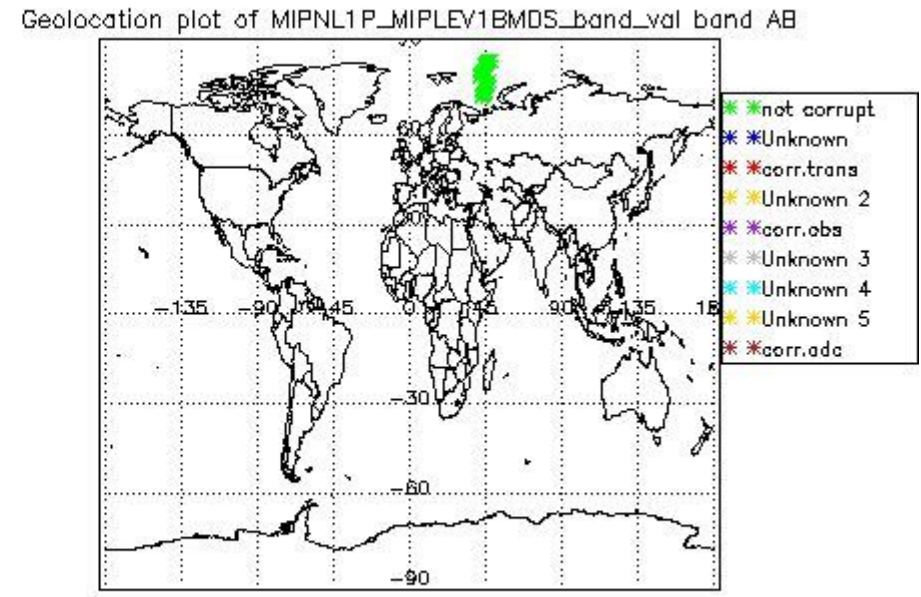 Geolocation plot of MIPNL1P_MIPLEV1BMDS_band_val band AB
not corrupt
Unknown
corr.trans
Unknown 2
corr.obs
Unknown 3
Unknown 4
Unknown 5
corr.adc
60
-135 -90 -45 0 45 90 135
-30
-60
-90